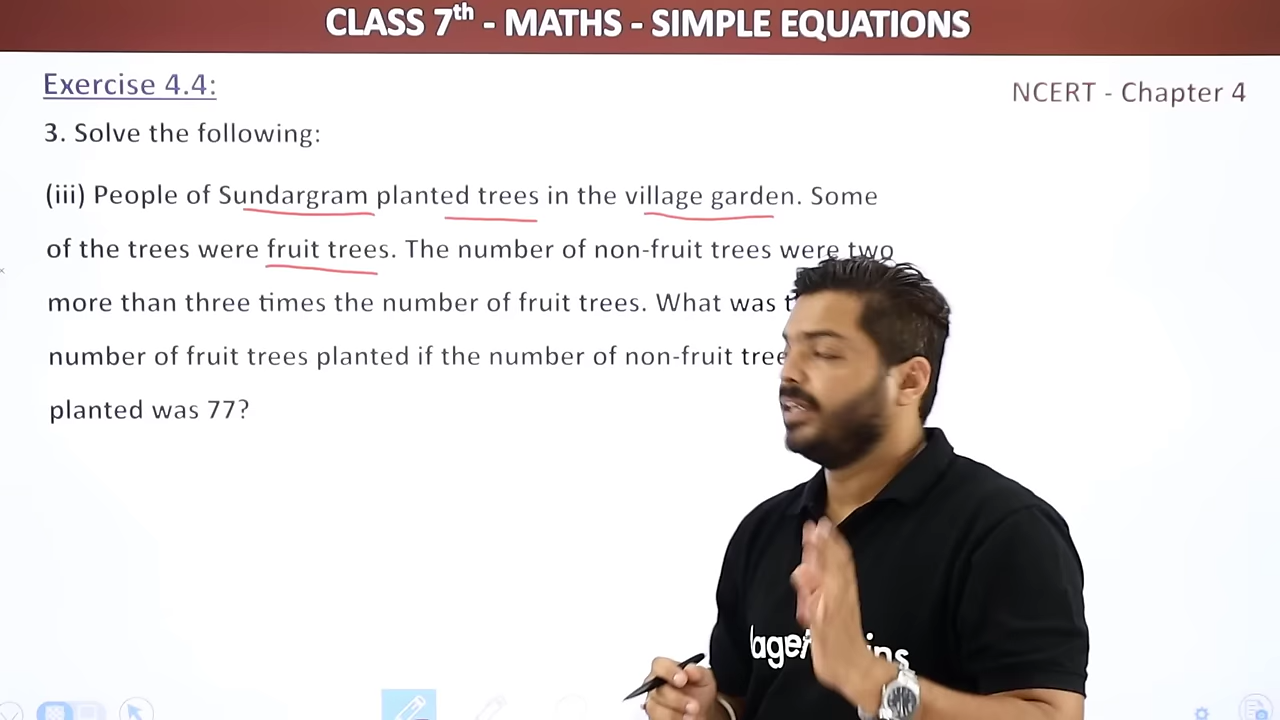 CLASS 7th - MATHS - SIMPLE EQUATIONS
Exercise 4.4:
NCERT - Chapter 4
3. Solve the following:
(iii) People of Sundargram planted trees in the village garden. Some
of the trees were fruit trees. The number of non-fruit trees were two
more than three times the number of fruit trees. What was
number of fruit trees planted if the number of non-fruit
planted was 77?